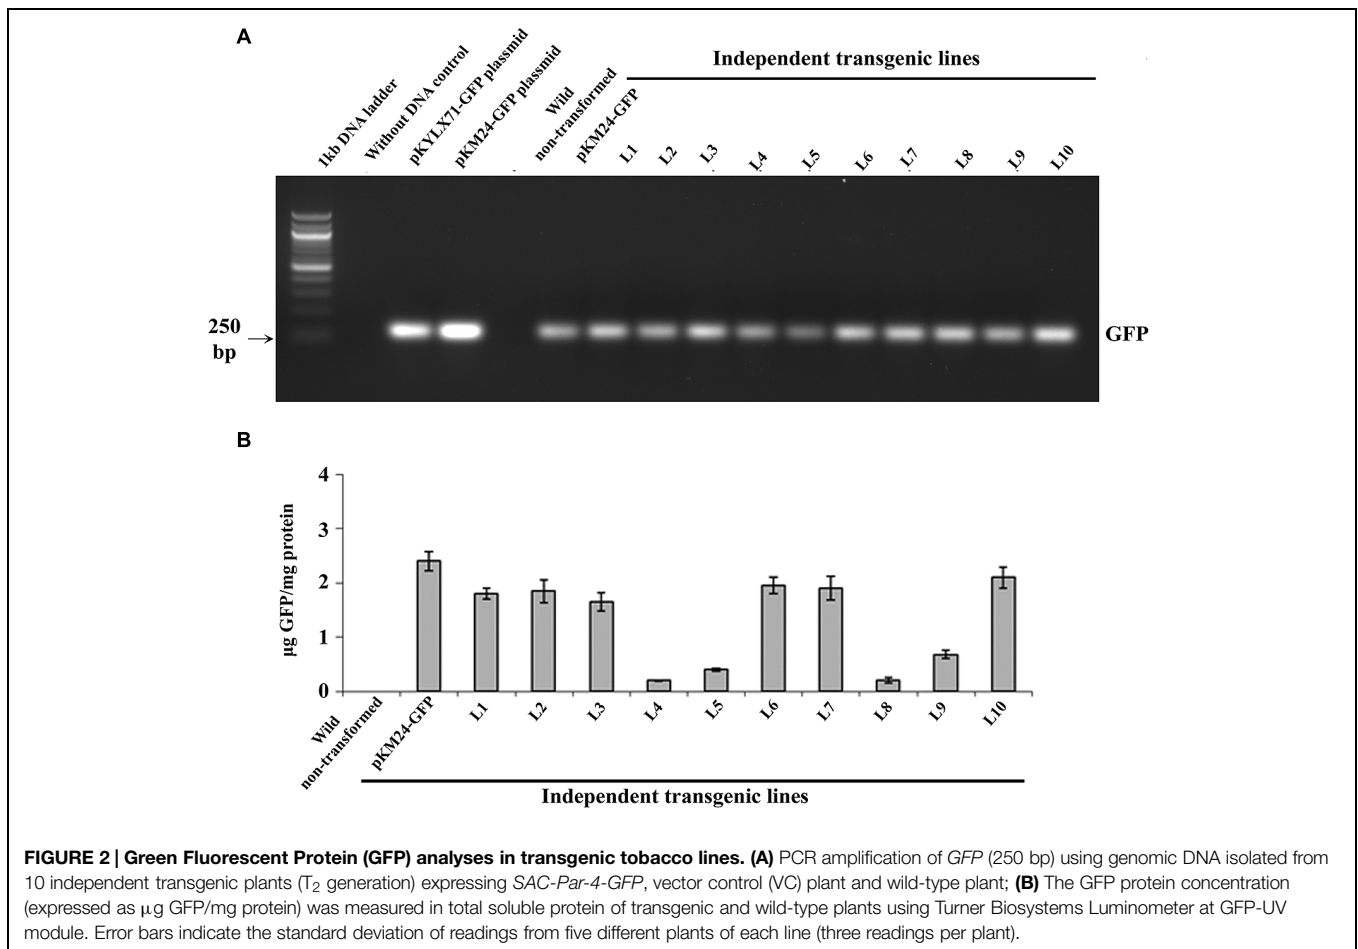 A
1kb DNA ladder
Without DNA control
pKYLX71-GFP plasmid
pKM24-GFP plasmid
Wild
non-transformed
pKM24-GFP
Independent transgenic lines
L1
L2
L3
L4
L5
L6
L7
L8
L9
L10
250
bp
GFP
B
µg GFP/mg protein
4
3
2
1
0
Wild
non-transformed
pKM24-GFP
L1
L2
L3
L4
L5
L6
L7
L8
L9
L10
Independent transgenic lines
FIGURE 2 | Green Fluorescent Protein (GFP) analyses in transgenic tobacco lines. (A) PCR amplification of GFP (250 bp) using genomic DNA isolated from
10 independent transgenic plants (T2 generation) expressing SAC-Par-4-GFP, vector control (VC) plant and wild-type plant; (B) The GFP protein concentration
(expressed as µg GFP/mg protein) was measured in total soluble protein of transgenic and wild-type plants using Turner Biosystems Luminometer at GFP-UV
module. Error bars indicate the standard deviation of readings from five different plants of each line (three readings per plant).